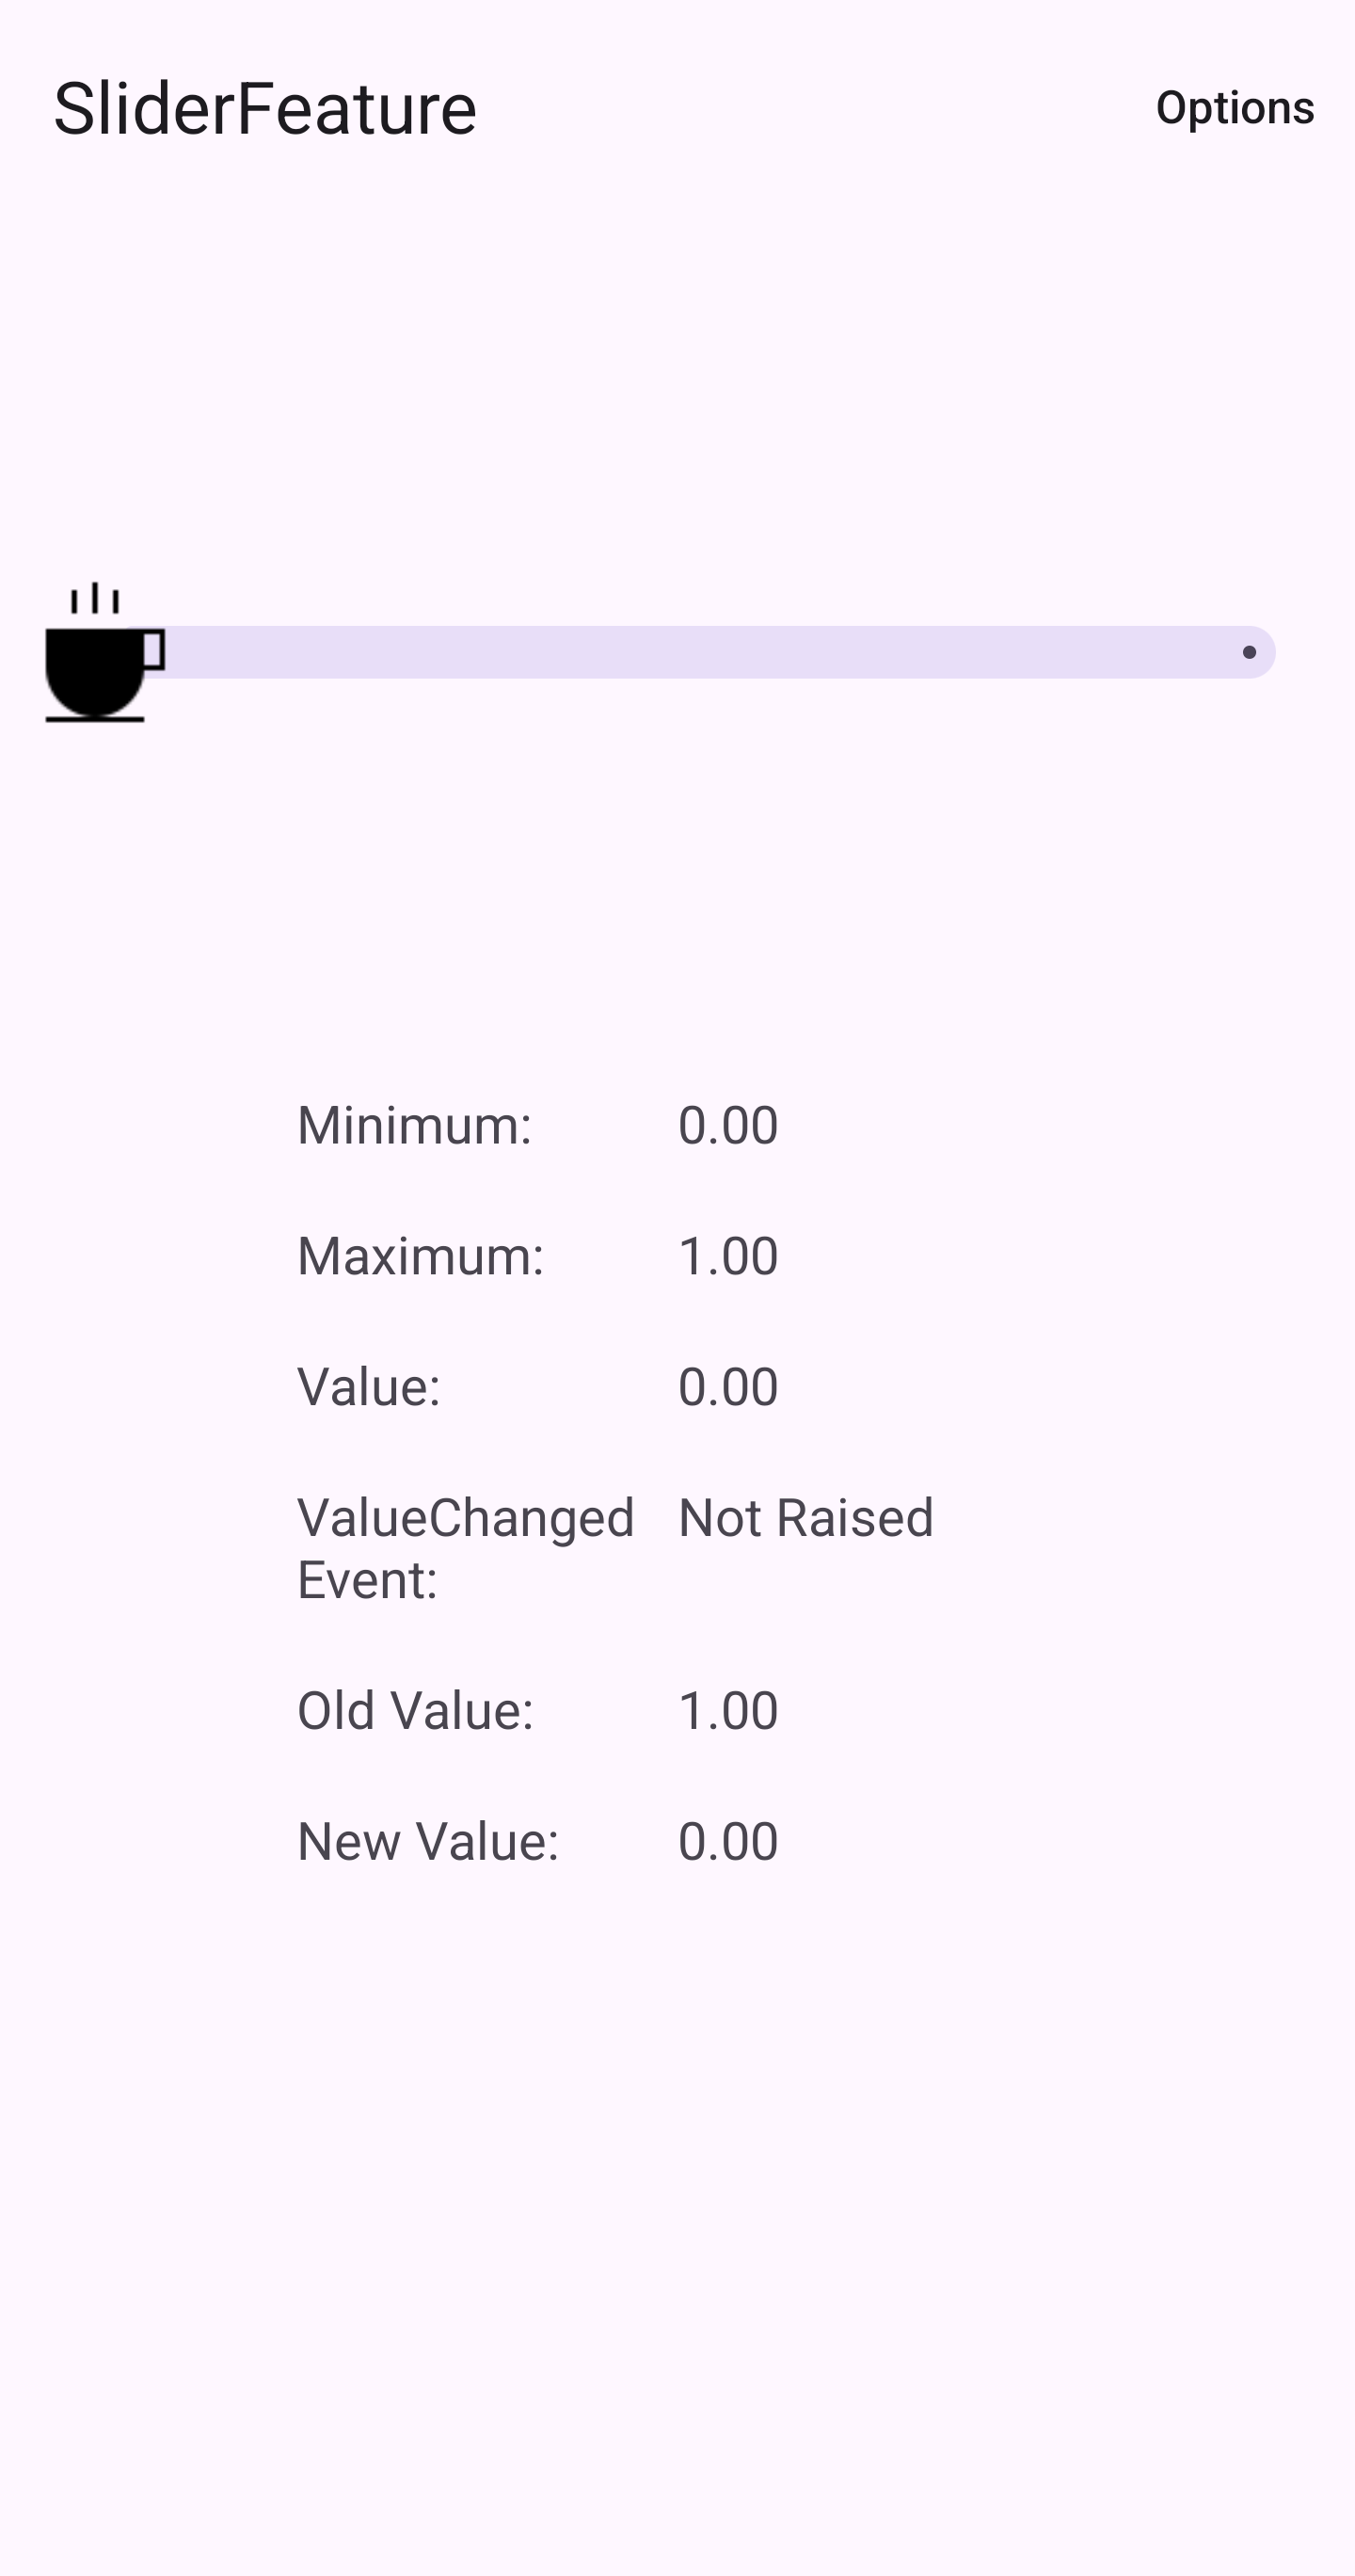 SliderFeature Options
Minimum: 0.00
Maximum: 1.00
Value: 0.00
ValueChanged Not Raised
Event:
Old Value: 1.00
New Value: 0.00